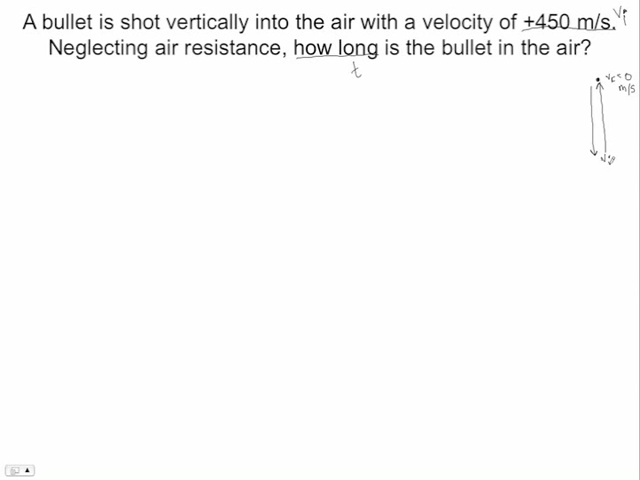 A bullet is shot vertically into the air with a velocity of +450 m/s. Vi
Neglecting air resistance, how long is the bullet in the air?
t
Vf = 0
m/s